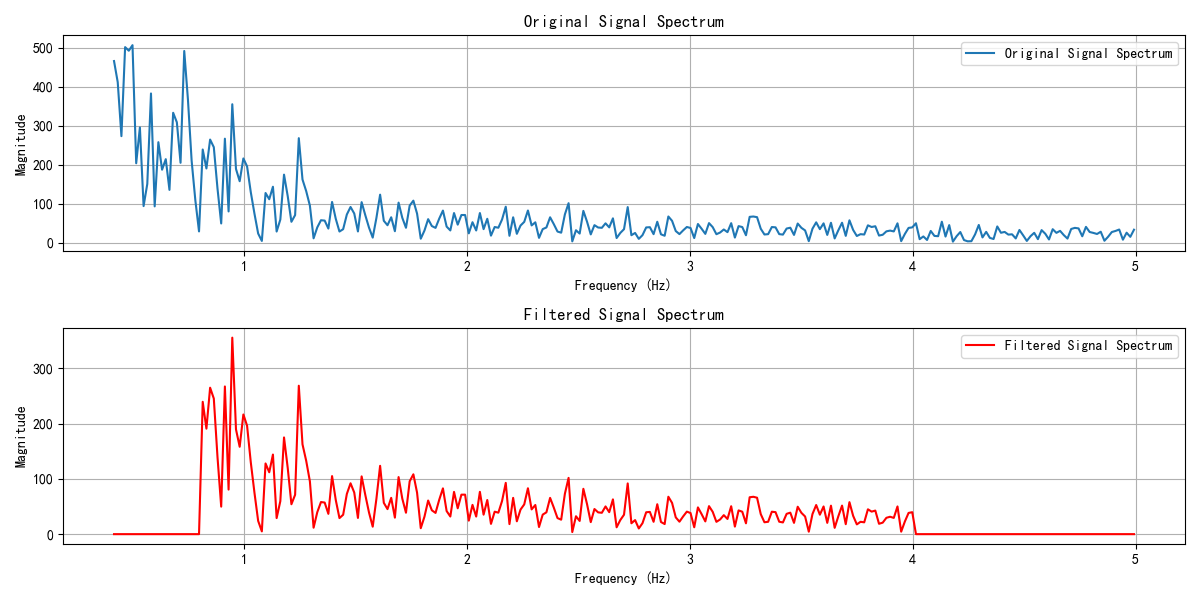 Original Signal Spectrum
Original Signal Spectrum
500
400
300
200
100
0
Magnitude
1
2
3
4
5
Frequency (Hz)
Filtered Signal Spectrum
Filtered Signal Spectrum
300
200
100
0
Magnitude
1
2
3
4
5
Frequency (Hz)